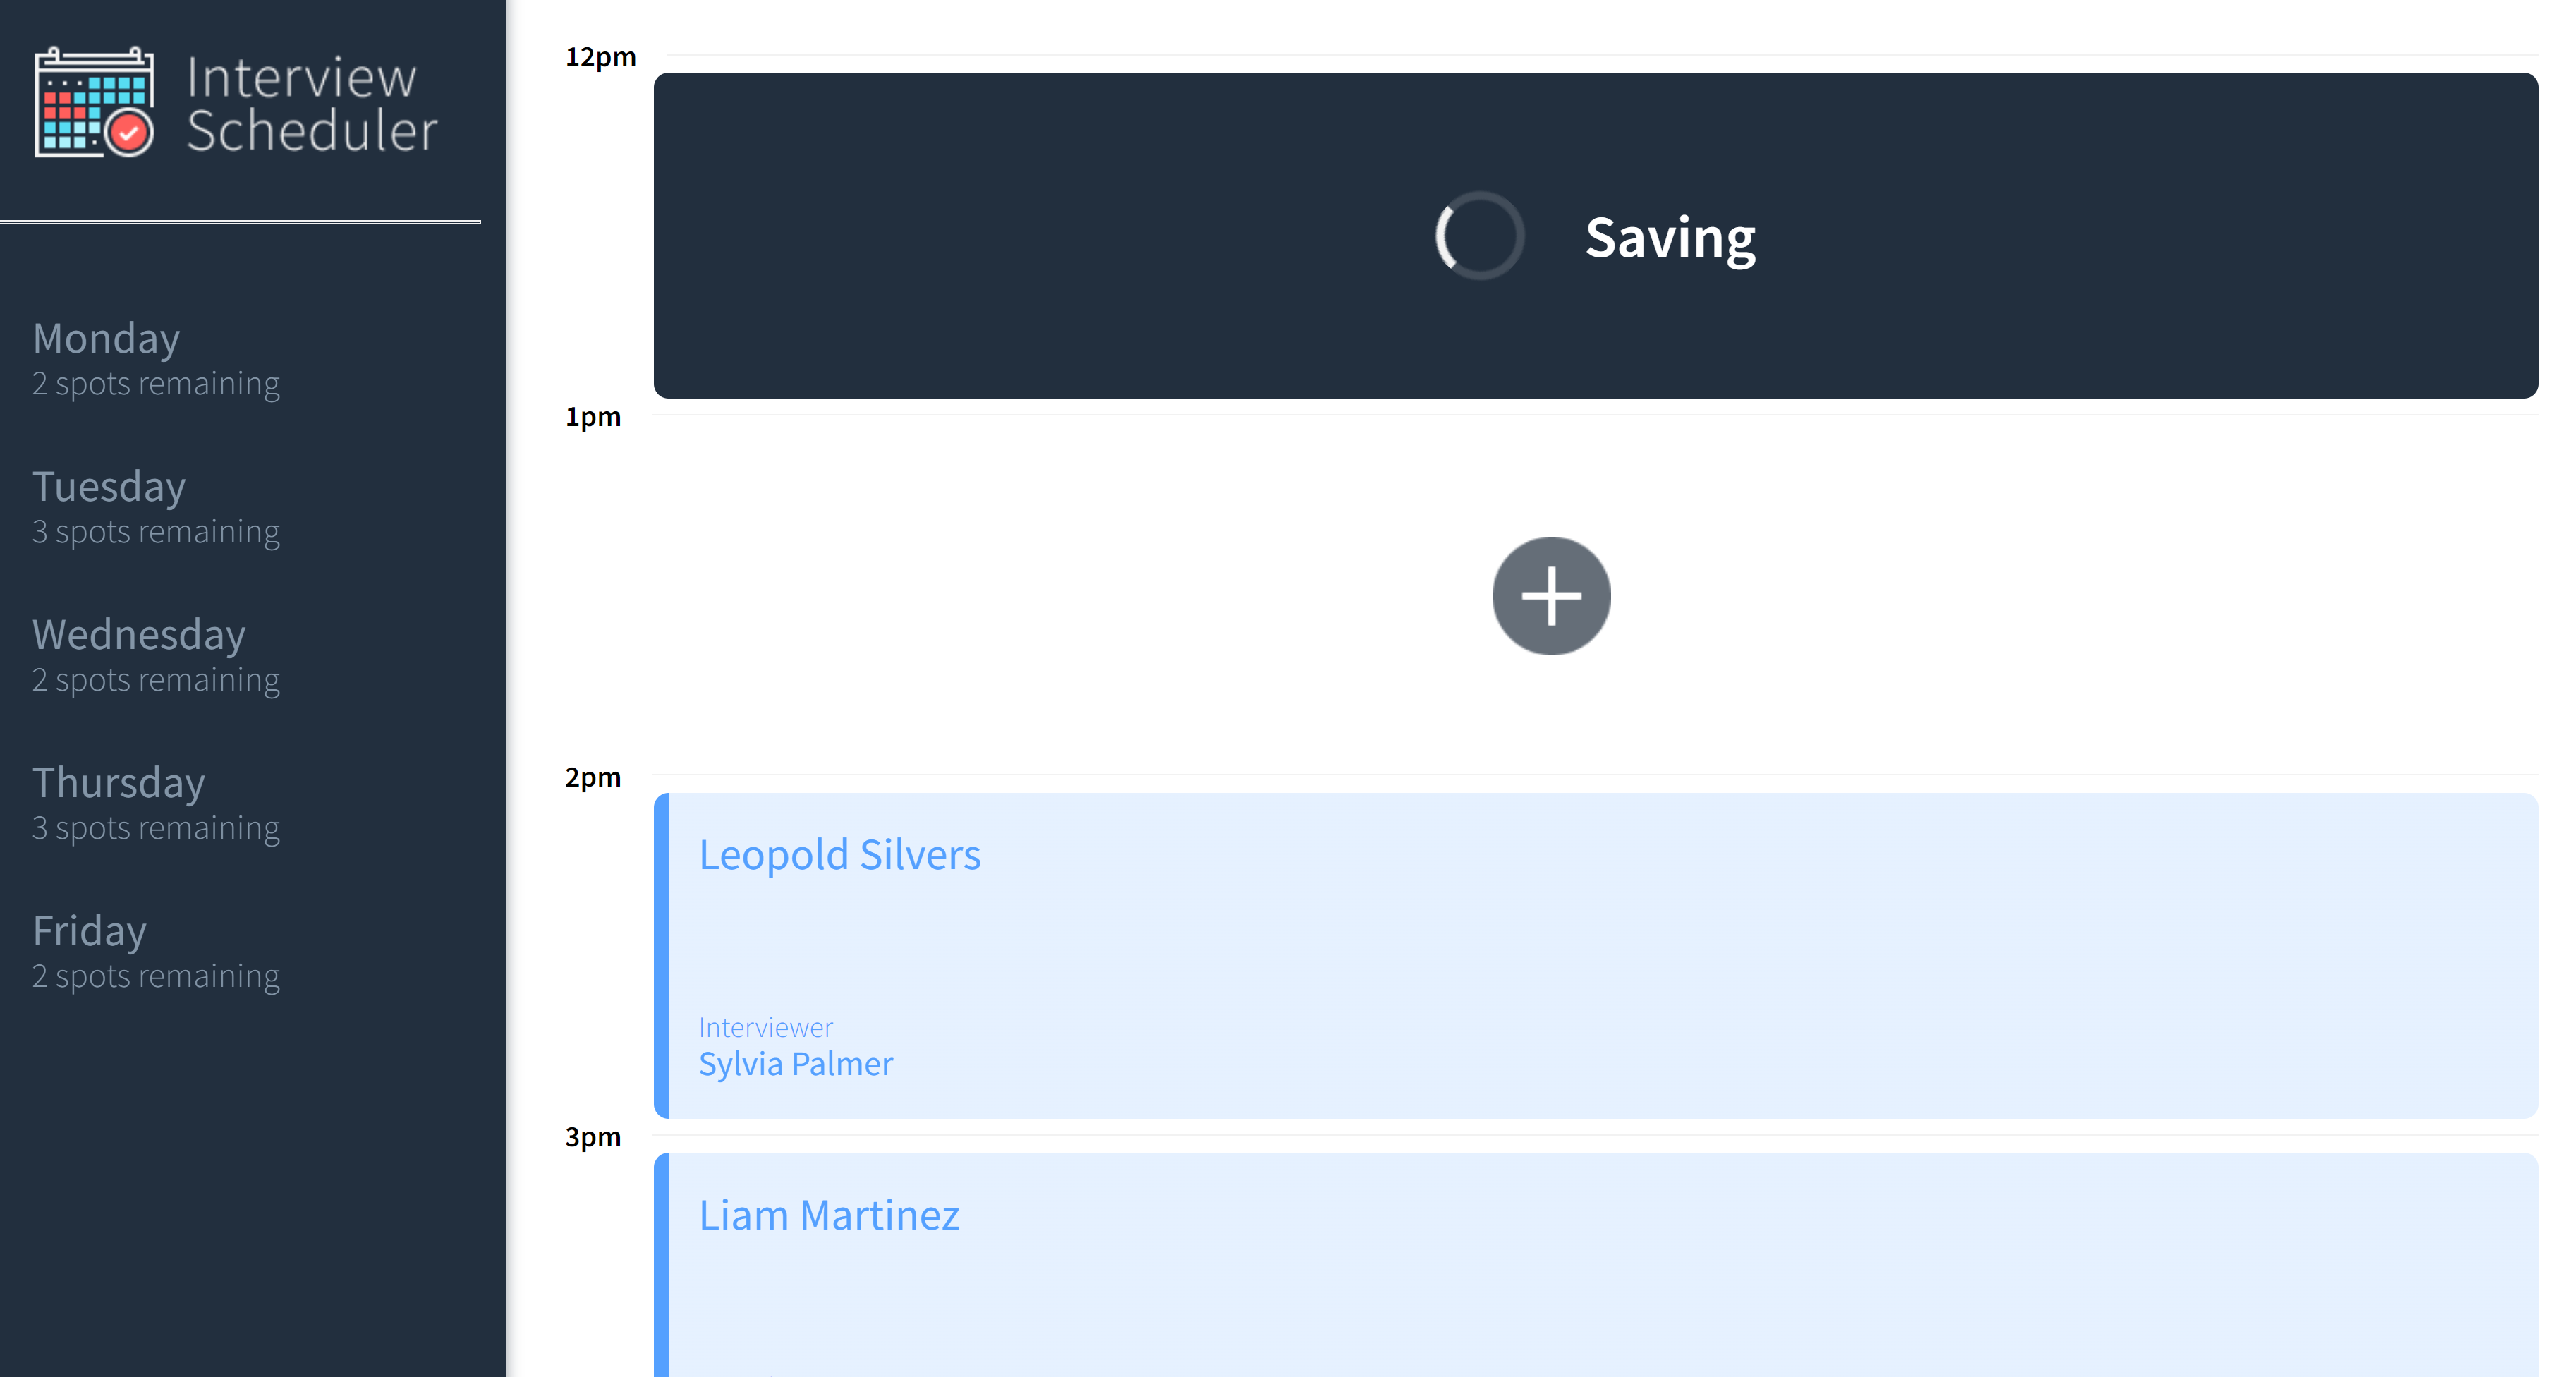 Interview
Scheduler
Monday
2 spots remaining
Tuesday
3 spots remaining
Wednesday
2 spots remaining
Thursday
3 spots remaining
Friday
2 spots remaining
12pm
Saving
1pm
2pm
Leopold Silvers
Interviewer
Sylvia Palmer
3pm
Liam Martinez